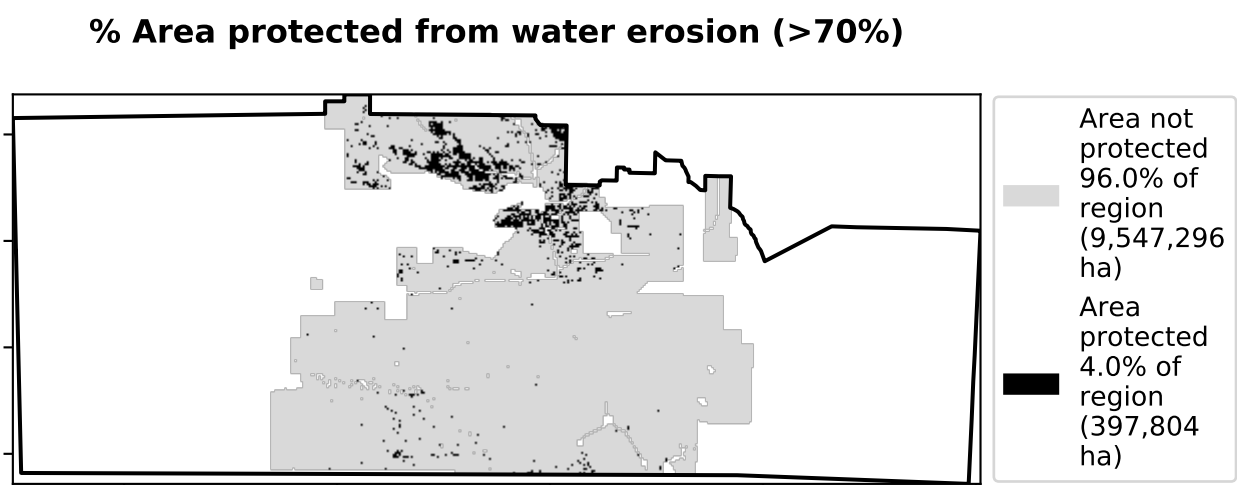 % Area protected from water erosion (>70%)
Area not
protected
96.0% of
region
(9,547,296
ha)
Area
protected
4.0% of
region
(397,804
ha)